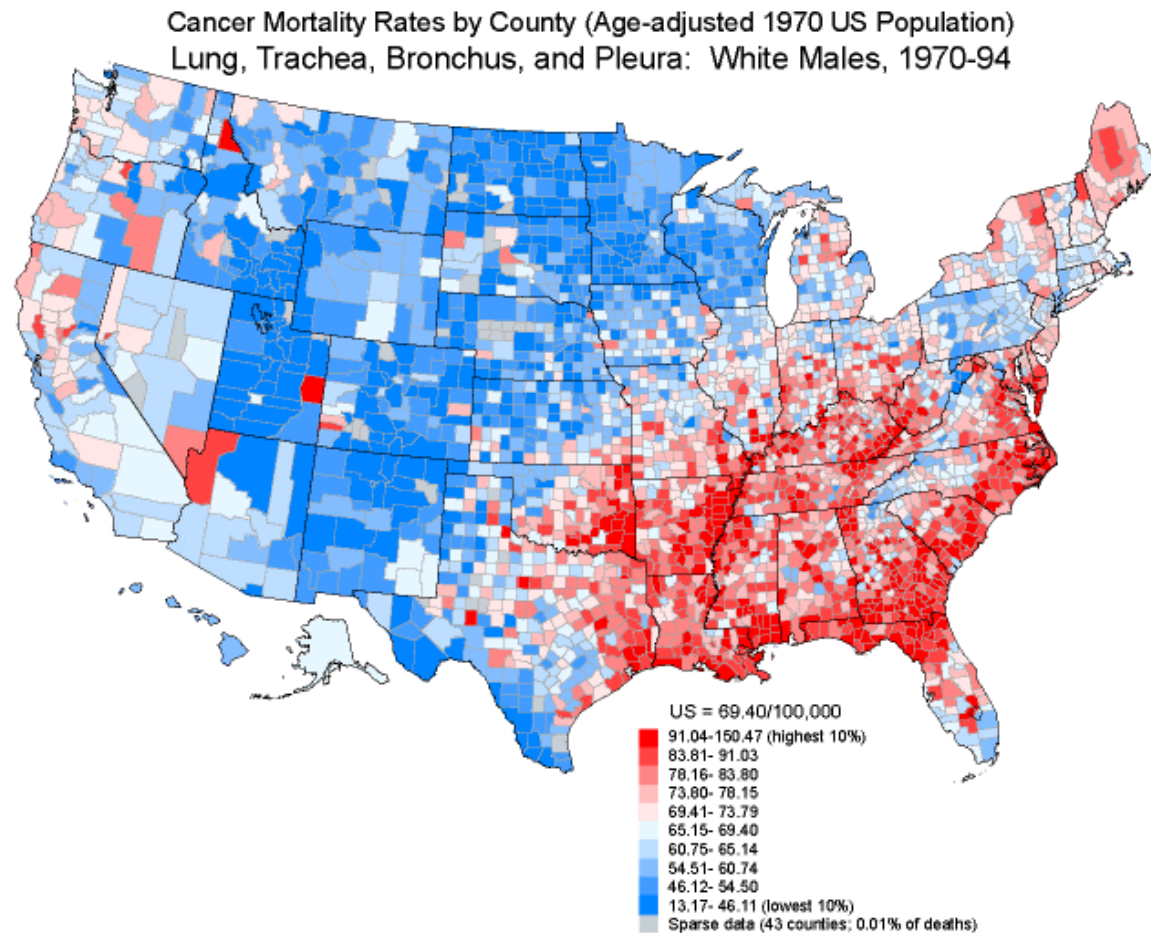 Cancer Mortality Rates by County (Age-adjusted 1970 US Population)
Lung, Trachea, Bronchus, and Pleura: White Males, 1970-94
US = 69.40/100,000
91.04-150.47 (highest 10%)
83.81- 91.03
78.16- 83.80
73.80- 78.15
69.41- 73.79
65.15- 69.40
60.75- 65.14
54.51- 60.74
46.12- 54.50
13.17- 46.11 (lowest 10%)
Sparse data (43 counties; 0.01% of deaths)